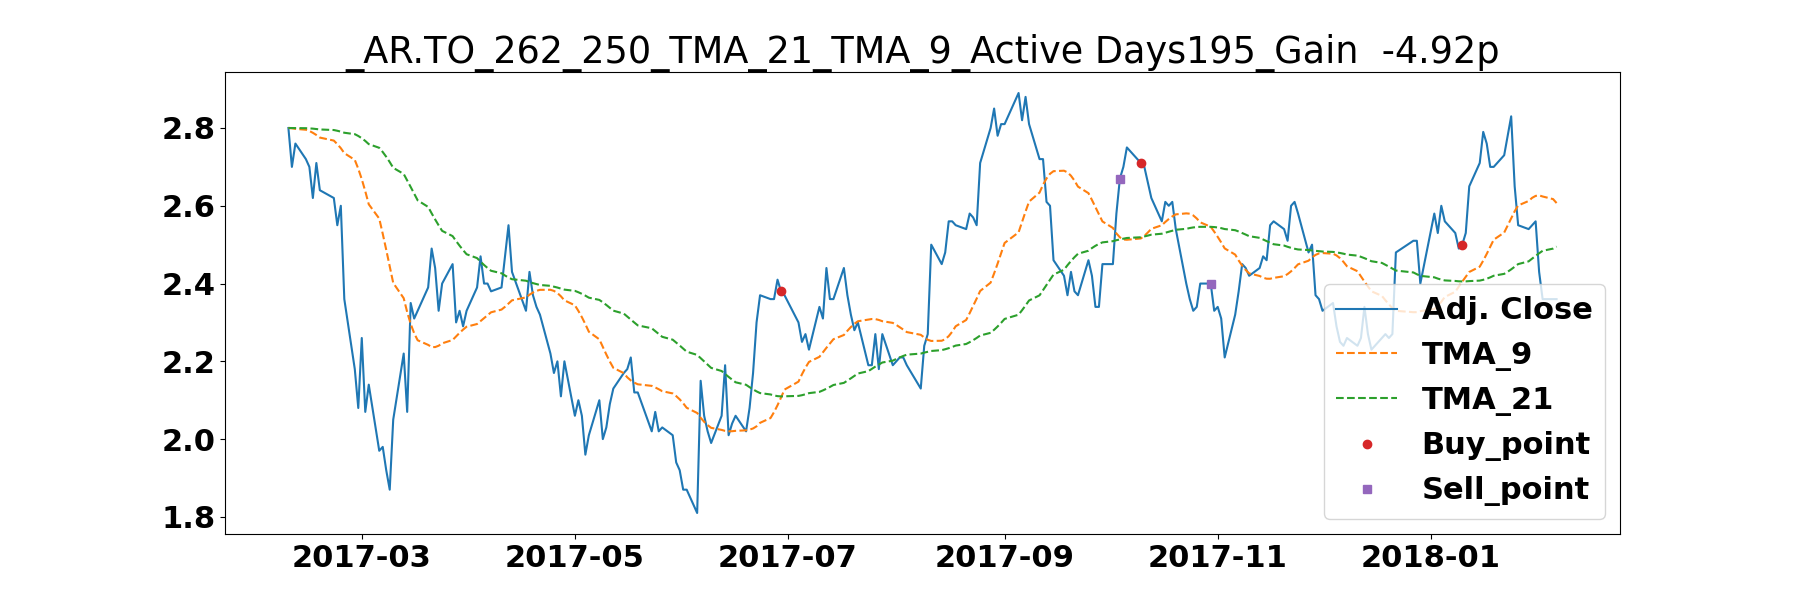 _AR.TO_262_250_TMA_21_TMA_9_Active Days195_Gain  -4.92p
2.8
2.6
2.4
2.2
2.0
1.8
Adj. Close
TMA_9
TMA_21
Buy_point
Sell_point
2017-03 2017-05 2017-07 2017-09 2017-11 2018-01